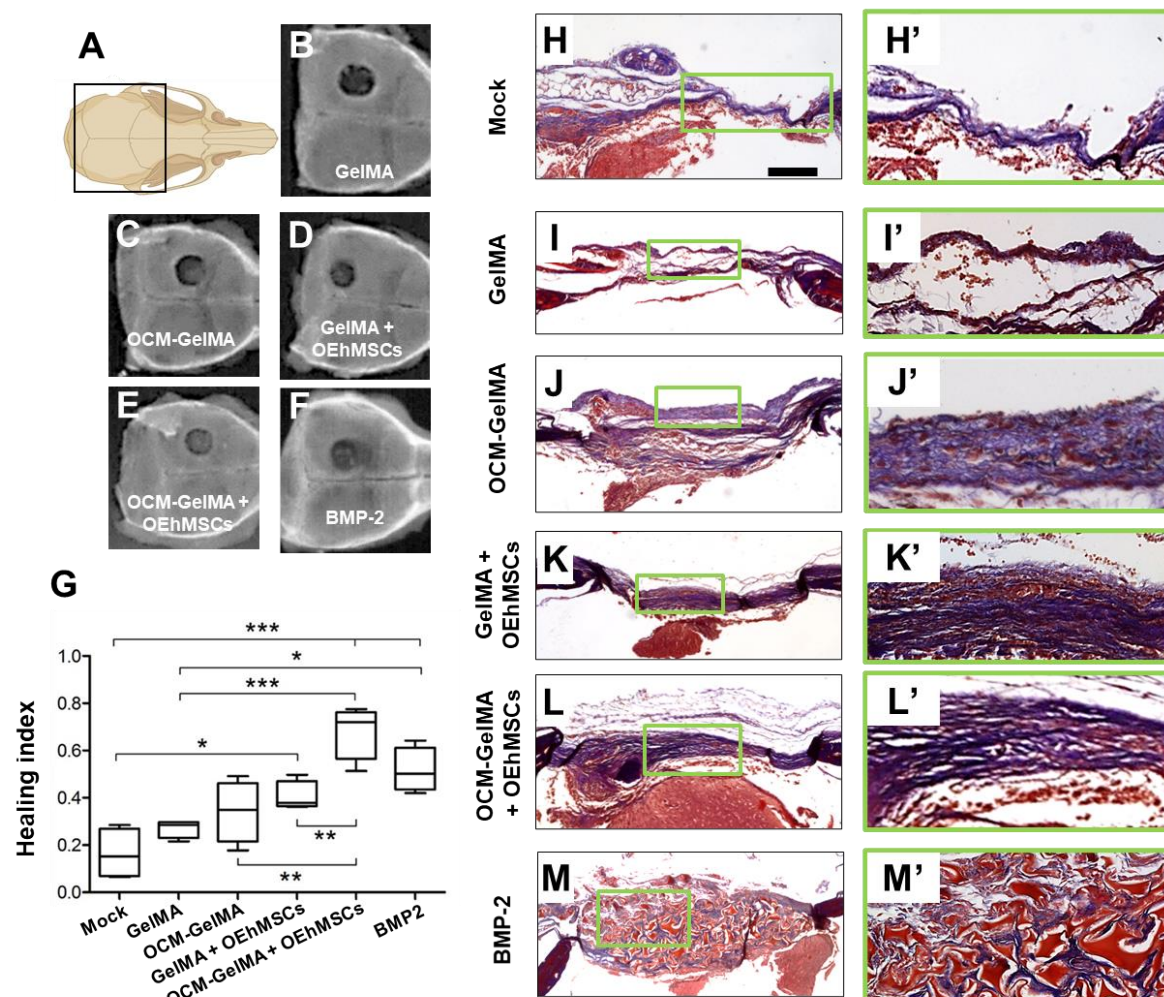 A
B
GelMA
C
OCM-GelMA
D
GelMA +
OEhMSCs
E
OCM-GelMA +
OEhMSCs
F
BMP-2
G
***
*
***
*
**
**
Healing index
1.0
0.8
0.6
0.4
0.2
0.0
Mock
GelMA
OCM-GelMA
GelMA + OEhMSCs
OCM-GelMA + OEhMSCs
BMP2
Mock
H
H'
GelMA
I
I'
OCM-GelMA
J
J'
GelMA +
OEhMSCs
K
K'
OCM-GelMA
+ OEhMSCs
L
L'
BMP-2
M
M'